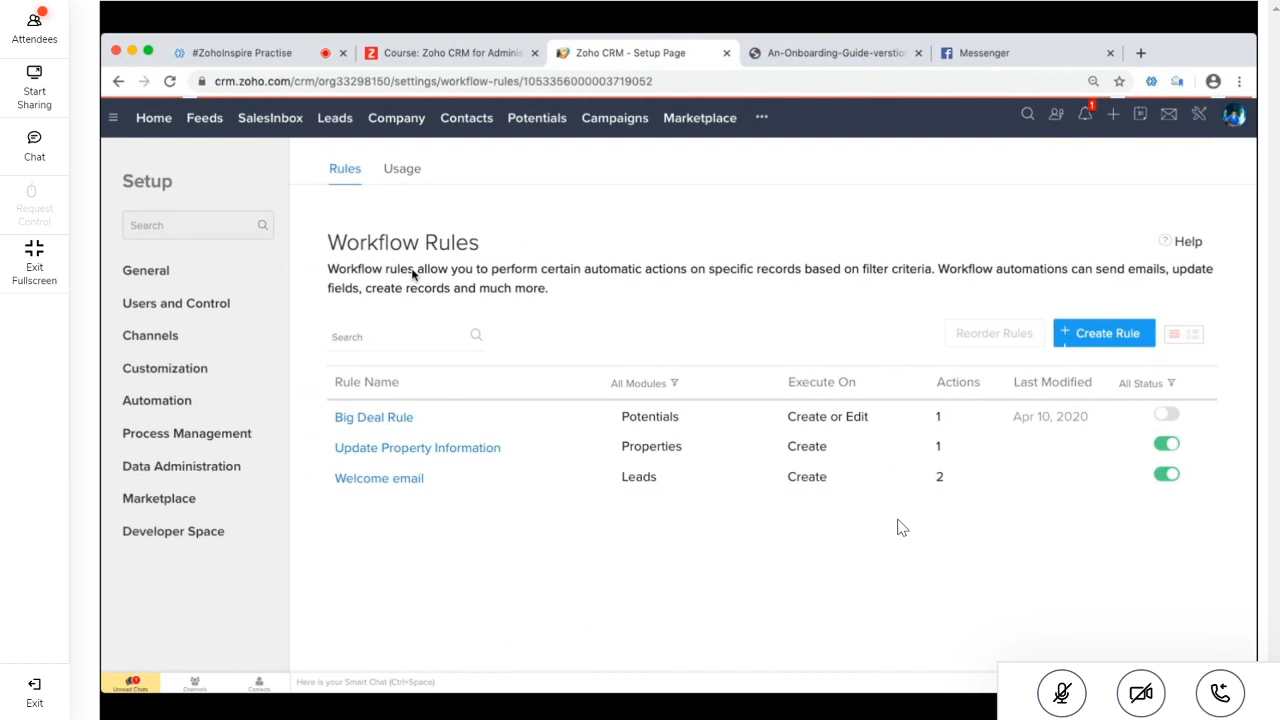 Attendees
Start
Sharing
Chat
Request
Control
Exit
Fullscreen
Exit
#ZohoInspire Practise
Course: Zoho CRM for Adminis
Zoho CRM - Setup Page
An-Onboarding-Guide-verstion
Messenger
crm.zoho.com/crm/org33298150/settings/workflow-rules/1053356000003719052
Home Feeds SalesInbox Leads Company Contacts Potentials Campaigns Marketplace
1
Setup
Search
General
Users and Control
Channels
Customization
Automation
Process Management
Data Administration
Marketplace
Developer Space
Rules Usage
Workflow Rules
Help
Workflow rules allow you to perform certain automatic actions on specific records based on filter criteria. Workflow automations can send emails, update
fields, create records and much more.
Search
Reorder Rules
+ Create Rule
Rule Name All Modules Execute On Actions Last Modified All Status
Big Deal Rule Potentials Create or Edit 1 Apr 10, 2020
Update Property Information Properties Create 1
Welcome email Leads Create 2
Unread Chats Channels Contacts
Here is your Smart Chat (Ctrl+Space)